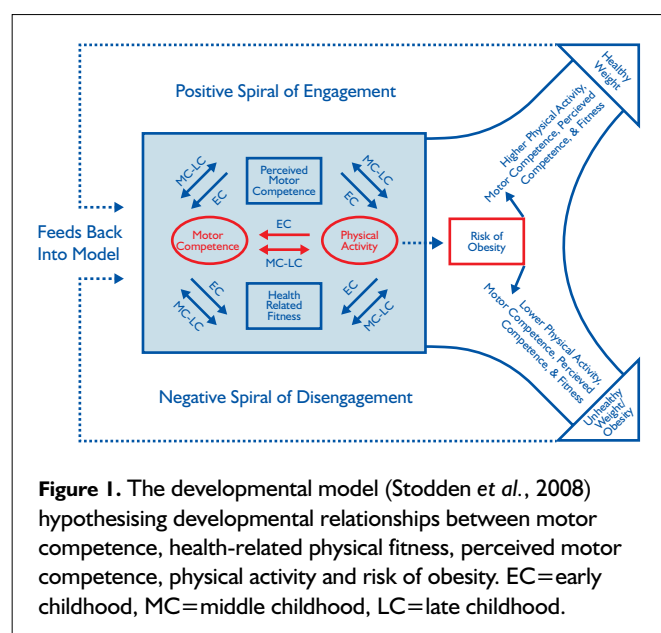 Healthy
Weight
Positive Spiral of Engagement
Higher Physical Activity,
Motor Competence, Percieved
Competence, & Fitness
MC-LC
EC
Perceived
Motor
Competence
MC-LC
EC
Feeds Back
Into Model
Motor
Competence
EC
MC-LC
Physical
Activity
Risk of
Obesity
EC
MC-LC
Health
Related
Fitness
EC
MC-LC
Lower Physical Activity,
Motor Competence, Percieved
Competence, & Fitness
Negative Spiral of Disengagement
Unhealthy
Weight/
Obesity
Figure 1. The developmental model (Stodden et al., 2008)
hypothesising developmental relationships between motor
competence, health-related physical fitness, perceived motor
competence, physical activity and risk of obesity. EC=early
childhood, MC=middle childhood, LC=late childhood.